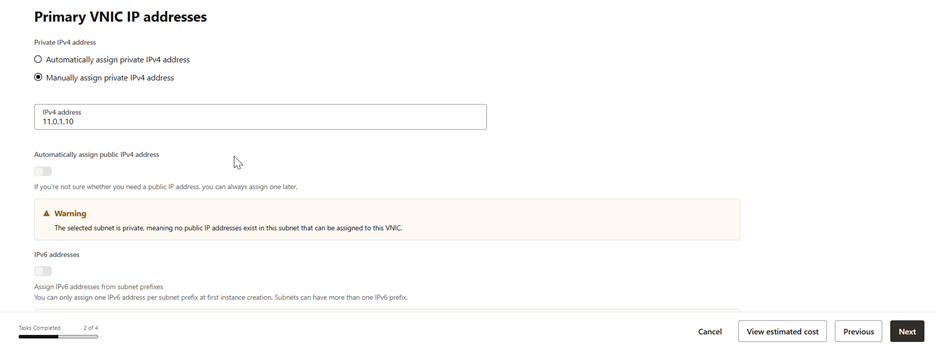 Primary VNIC IP addresses
Private IPv4 address
Automatically assign private IPv4 address
Manually assign private IPv4 address
IPv4 address
11.0.1.10
Automatically assign public IPv4 address
If you're not sure whether you need a public IP address, you can always assign one later.
Warning
The selected subnet is private, meaning no public IP addresses exist in this subnet that can be assigned to this VNIC.
IPv6 addresses
Assign IPv6 addresses from subnet prefixes
You can only assign one IPv6 address per subnet prefix at first instance creation. Subnets can have more than one IPv6 prefix.
Tasks Completed 2 of 4
Cancel View estimated cost Previous Next